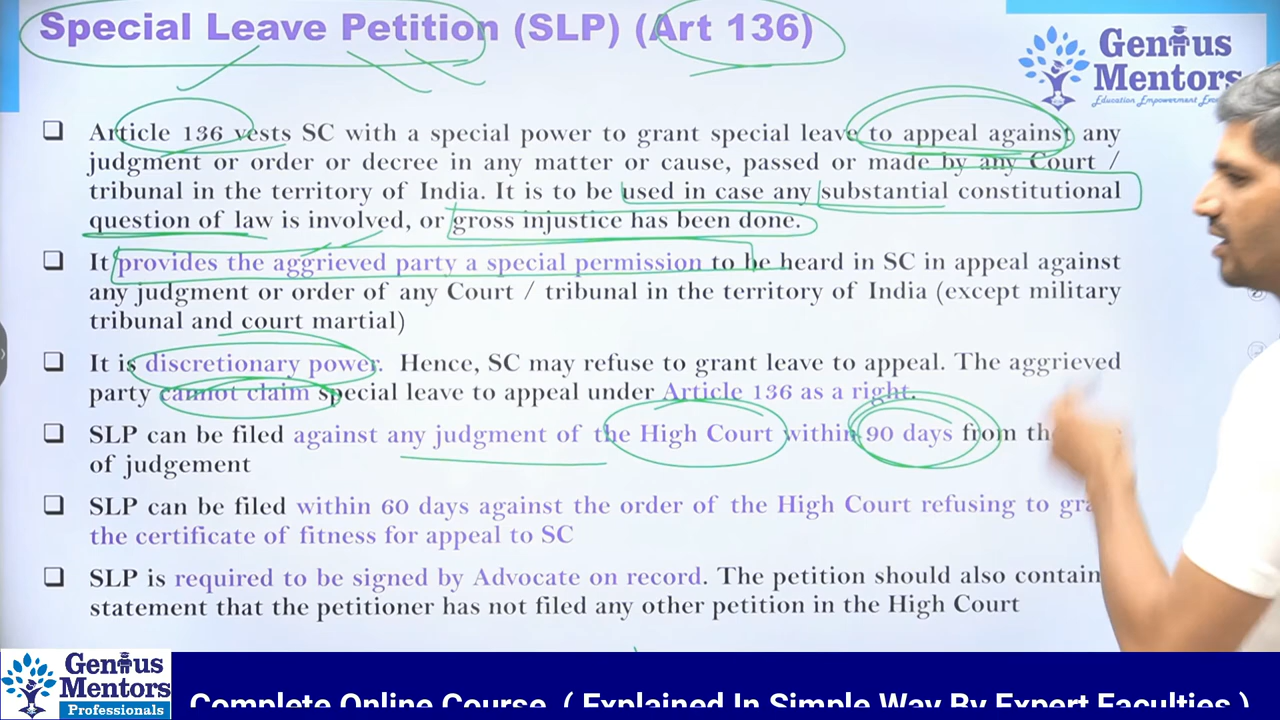 Special Leave Petition (SLP) (Art 136)
Genius
Mentors
Education Empowerment
❑ Article 136 vests SC with a special power to grant special leave to appeal against any
judgment or order or decree in any matter or cause, passed or made by any Court /
tribunal in the territory of India. It is to be used in case any substantial constitutional
question of law is involved, or gross injustice has been done.
❑ It provides the aggrieved party a special permission to be heard in SC in appeal against
any judgment or order of any Court / tribunal in the territory of India (except military
tribunal and court martial)
❑ It is discretionary power. Hence, SC may refuse to grant leave to appeal. The aggrieved
party cannot claim special leave to appeal under Article 136 as a right.
❑ SLP can be filed against any judgment of the High Court within 90 days from
of judgement
❑ SLP can be filed within 60 days against the order of the High Court refusing to
the certificate of fitness for appeal to SC
❑ SLP is required to be signed by Advocate on record. The petition should also contain
statement that the petitioner has not filed any other petition in the High Court
Genius
Mentors
Professionals
Complete Online Course ( Explained In Simple Way By Expert Faculties )